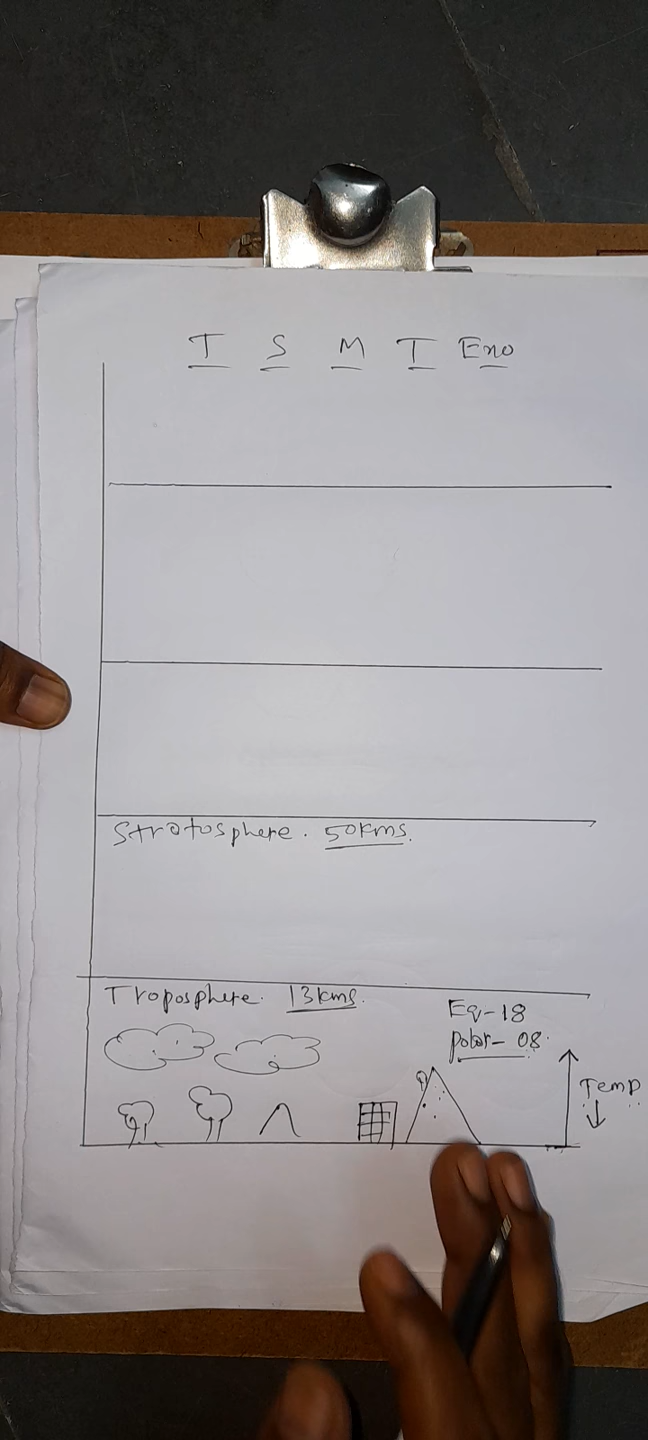 T S M T Exo
Stratosphere. 50kms.
Troposphere. 13kms.
Eq-18
polar- 08.
Temp